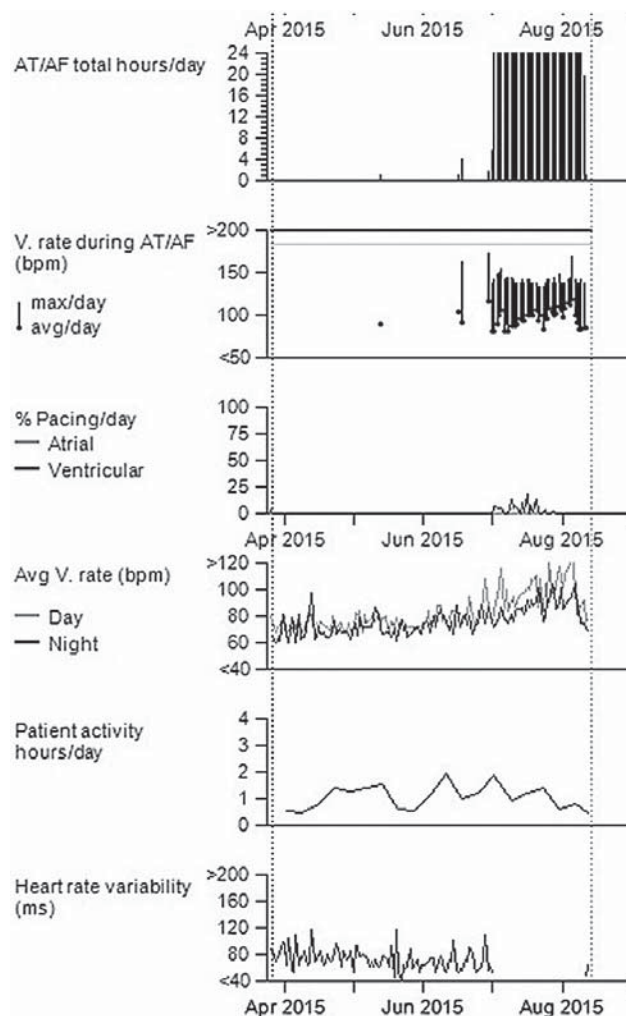 Apr 2015 Jun 2015 Aug 2015
AT/AF total hours/day
24
20
16
12
8
4
0
V. rate during AT/AF
(bpm)
max/day
avg/day
>200
150
100
<50
% Pacing/day
Atrial
Ventricular
100
75
50
25
0
Apr 2015 Jun 2015 Aug 2015
Avg V. rate (bpm)
Day
Night
>120
100
80
60
<40
Patient activity
hours/day
4
3
2
1
0
Heart rate variability
(ms)
>200
160
120
80
<40
Apr 2015 Jun 2015 Aug 2015